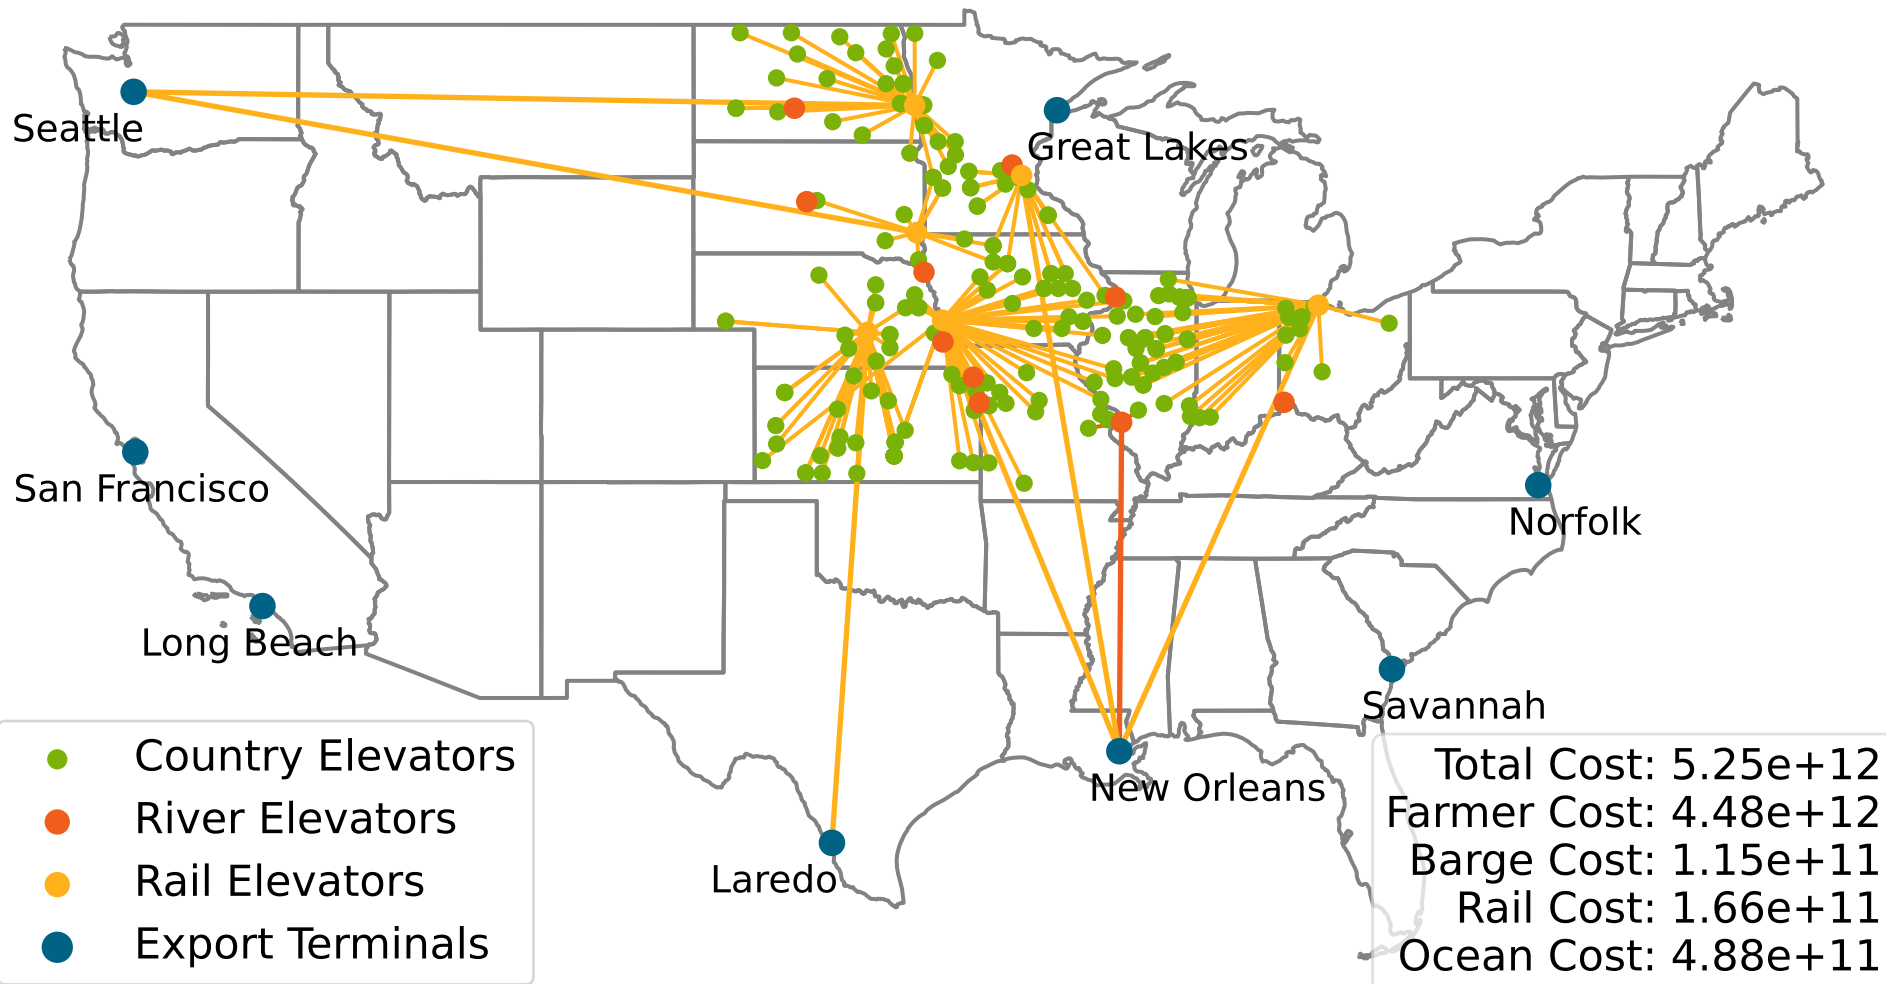 Seattle
Great Lakes
San Francisco
Norfolk
Long Beach
Savannah
New Orleans
Laredo
Country Elevators
River Elevators
Rail Elevators
Export Terminals
Total Cost: 5.25e+12
Farmer Cost: 4.48e+12
Barge Cost: 1.15e+11
Rail Cost: 1.66e+11
Ocean Cost: 4.88e+11